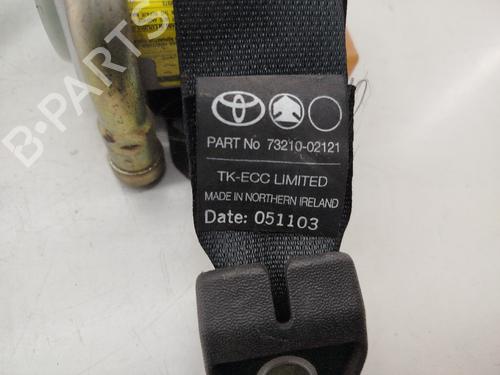 PART No 73210-02121
TK-ECC LIMITED
MADE IN NORTHERN IRELAND
Date: 051103
B-PARTS